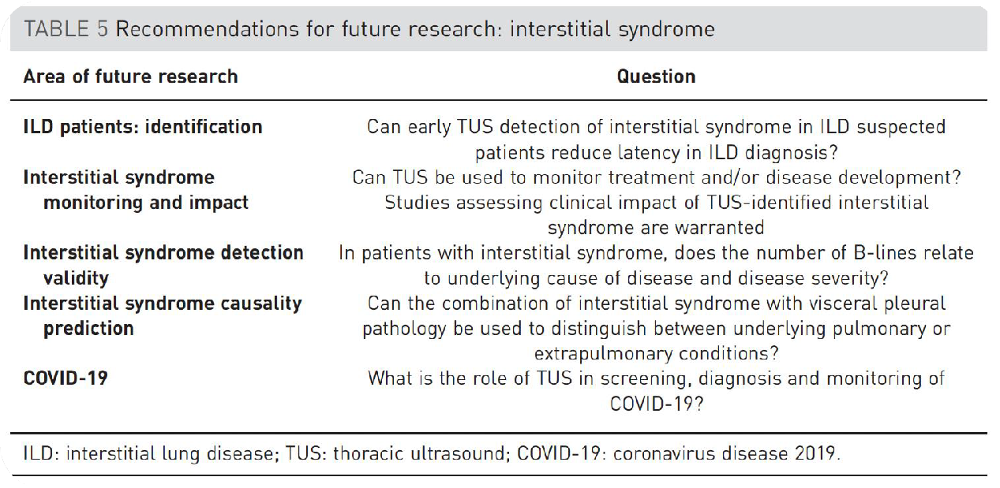 TABLE 5 Recommendations for future research: interstitial syndrome
Area of future research Question
ILD patients: identification Can early TUS detection of interstitial syndrome in ILD suspected
patients reduce latency in ILD diagnosis?
Interstitial syndrome Can TUS be used to monitor treatment and/or disease development?
monitoring and impact Studies assessing clinical impact of TUS-identified interstitial
syndrome are warranted
Interstitial syndrome detection In patients with interstitial syndrome, does the number of B-lines relate
validity to underlying cause of disease and disease severity?
Interstitial syndrome causality Can the combination of interstitial syndrome with visceral pleural
prediction pathology be used to distinguish between underlying pulmonary or
extrapulmonary conditions?
COVID-19 What is the role of TUS in screening, diagnosis and monitoring of
COVID-19?
ILD: interstitial lung disease; TUS: thoracic ultrasound; COVID-19: coronavirus disease 2019.